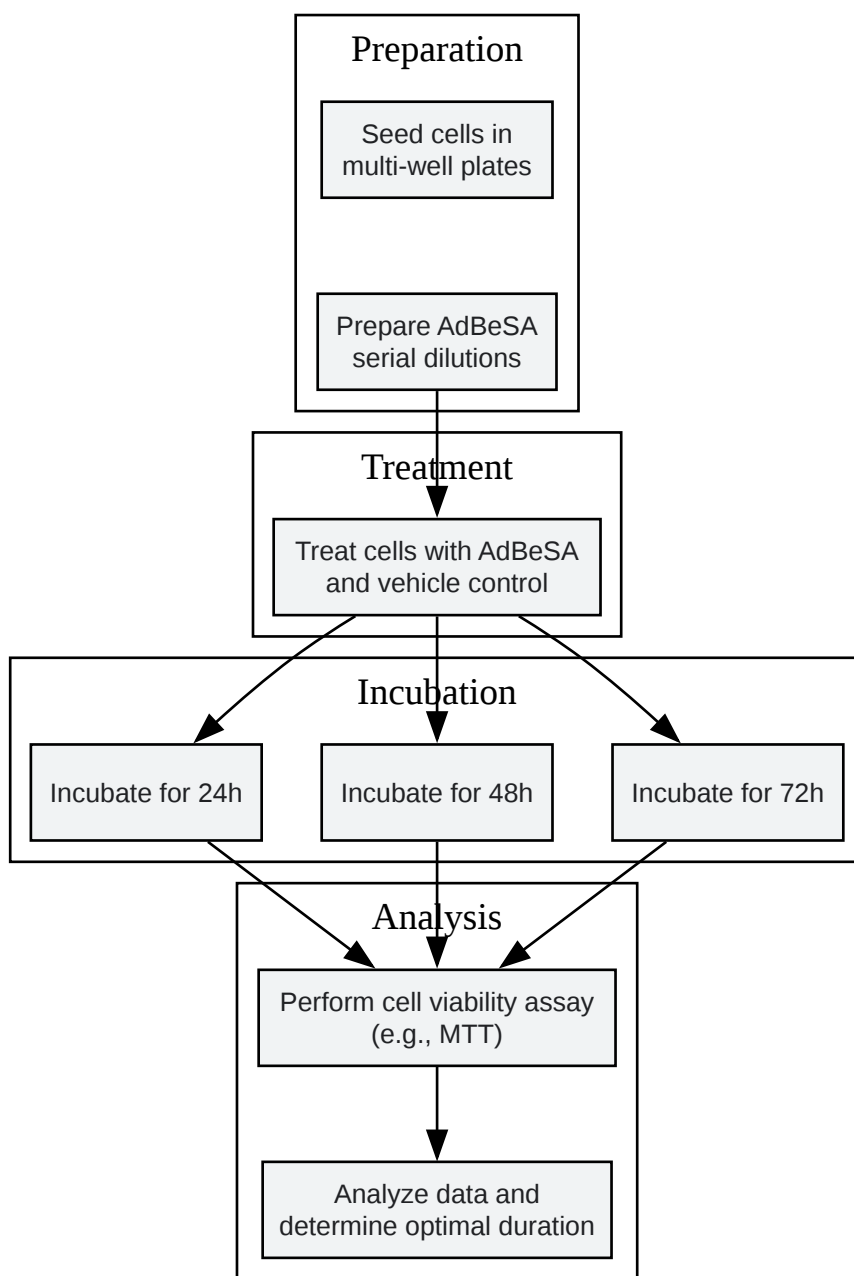 Preparation
Seed cells in
multi-well plates
Prepare AdBeSA
serial dilutions
Treatment
Treat cells with AdBeSA
and vehicle control
Incubation
Incubate for 24h
Incubate for 48h
Incubate for 72h
Analysis
Perform cell viability assay
(e.g., MTT)
Analyze data and
determine optimal duration